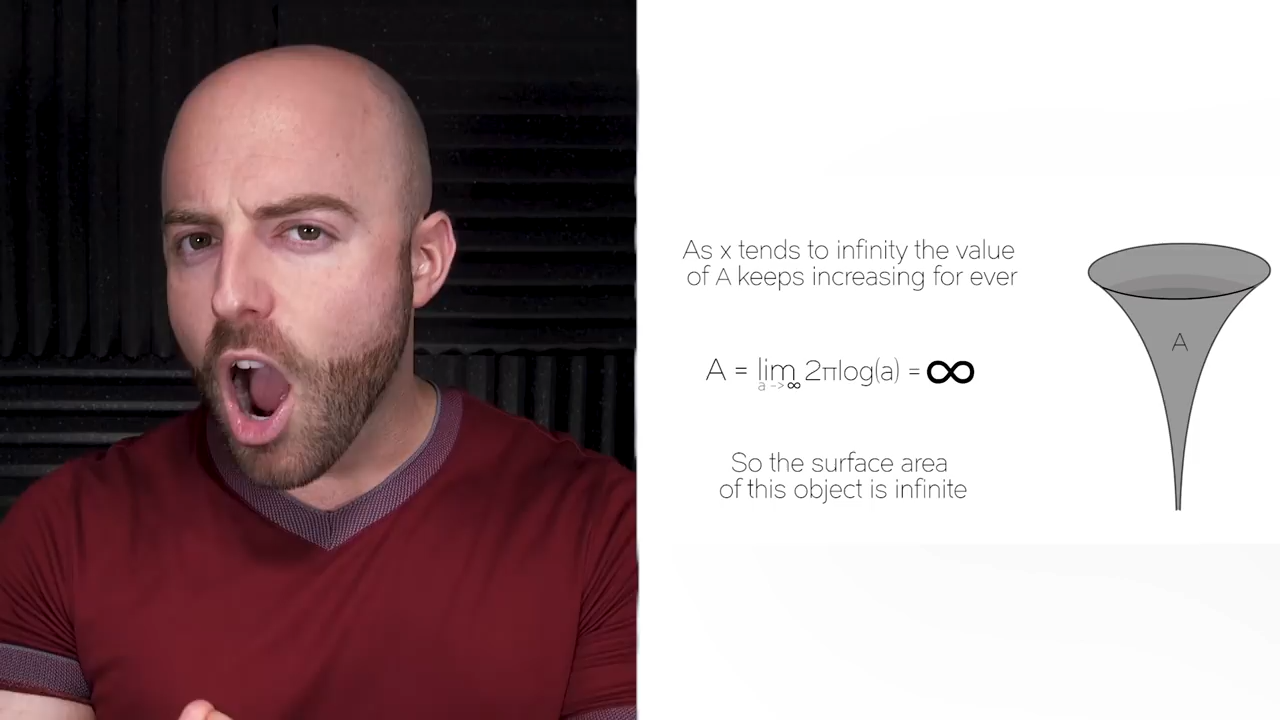 As x tends to infinity the value
of A keeps increasing for ever
A
A = lim 2πlog(a) = ∞
a -> ∞
So the surface area
of this object is infinite